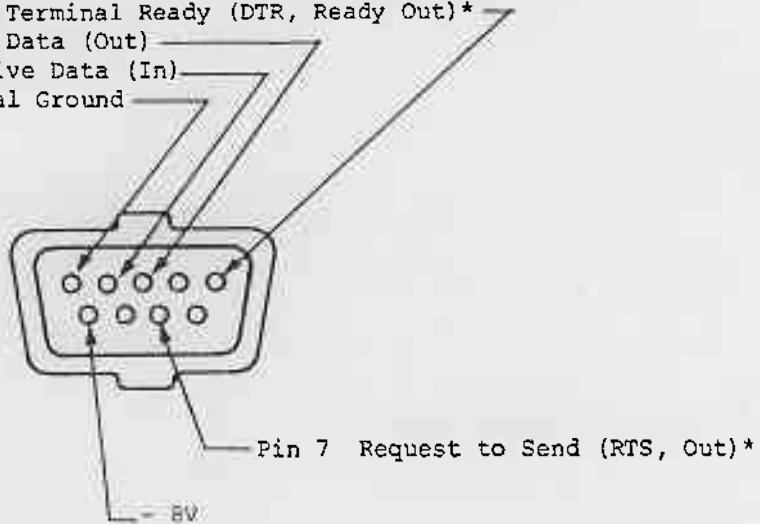 Terminal Ready (DTR, Ready Out)*
Data (Out)
ive Data (In)
al Ground
Pin 7 Request to Send (RTS, Out)*
- 8V